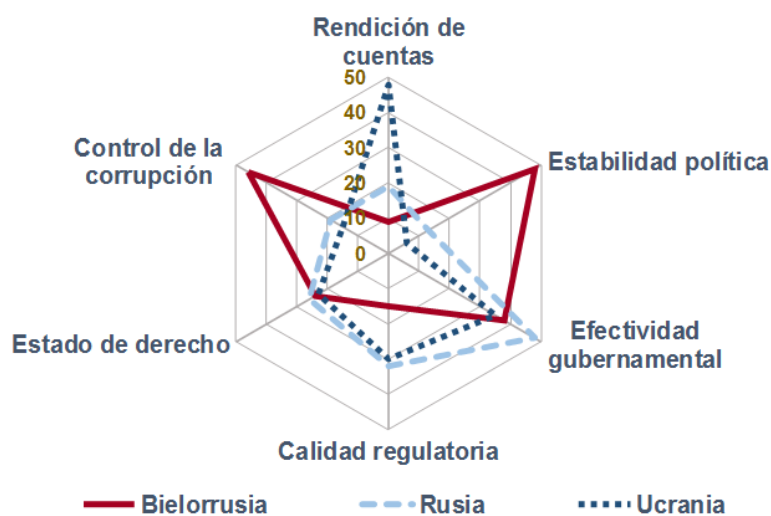 Rendición de
cuentas
50
40
30
20
10
0
Control de la
corrupción
Estabilidad política
Estado de derecho
Efectividad
gubernamental
Calidad regulatoria
Bielorrusia
Rusia
Ucrania